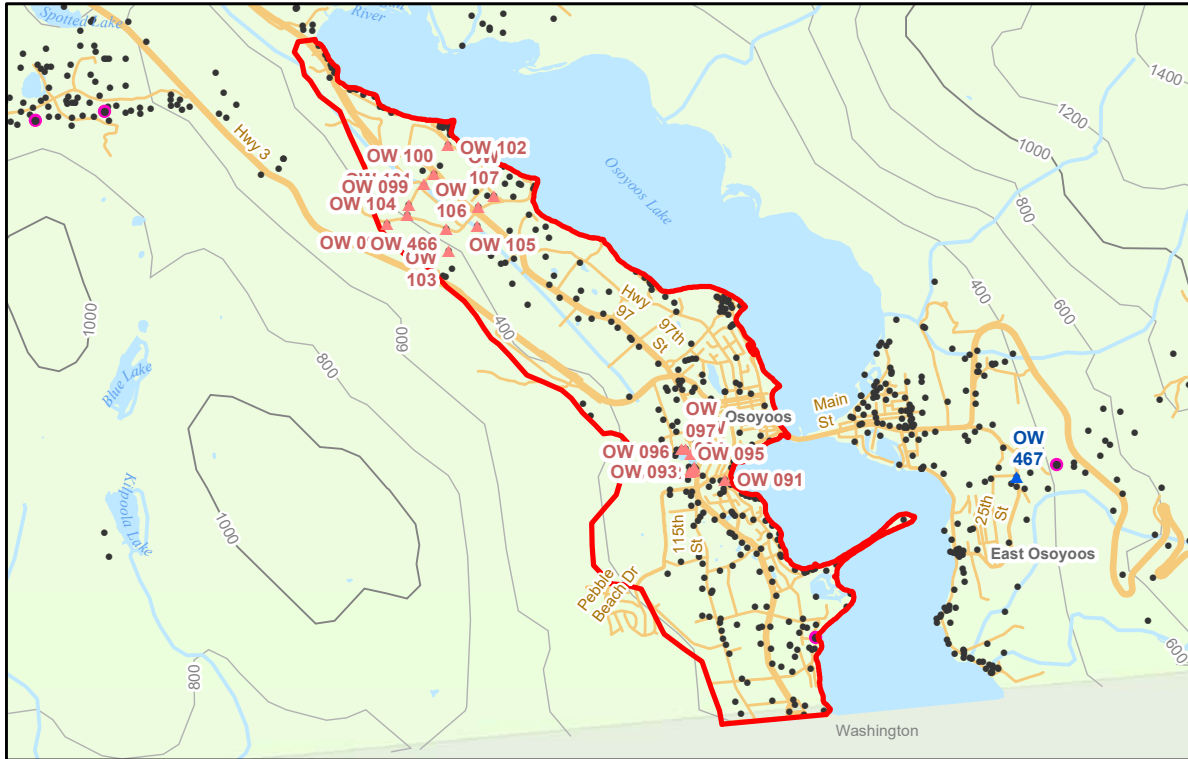 Spotted Lake
River
1400
1200
1000
800
400
600
600
Hwy 3
OW 102
OW 100
OW
107
OW 099
OW 104
OW
106
OW 466
OW 105
OW
103
Osoyoos Lake
1000
800
600
400
Blue Lake
Hwy
97
97th
St
OW
097
Osoyoos
Main
St
OW 096
OW 095
OW 093
OW 091
OW
467
25th
St
East Osoyoos
Kilpoola Lake
1000
115th
St
Pebble
Beach Dr
800
Washington